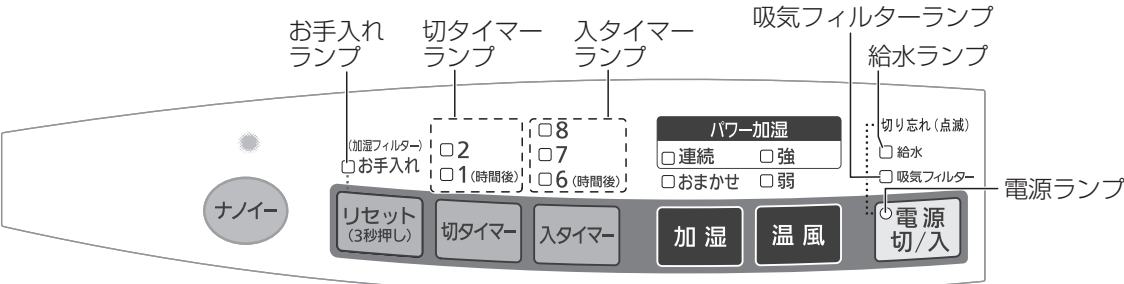 吸気フィルターランプ
お手入れ
ランプ
切タイマー
ランプ
入タイマー
ランプ
給水ランプ
(加湿フィルター)
お手入れ
2
1(時間後)
8
7
6(時間後)
パワー加湿
連続
強
おまかせ
弱
切り忘れ(点滅)
給水
吸気フィルター
電源ランプ
ナノイー
リセット
(3秒押し)
切タイマー
入タイマー
加湿
温風
電源
切/入